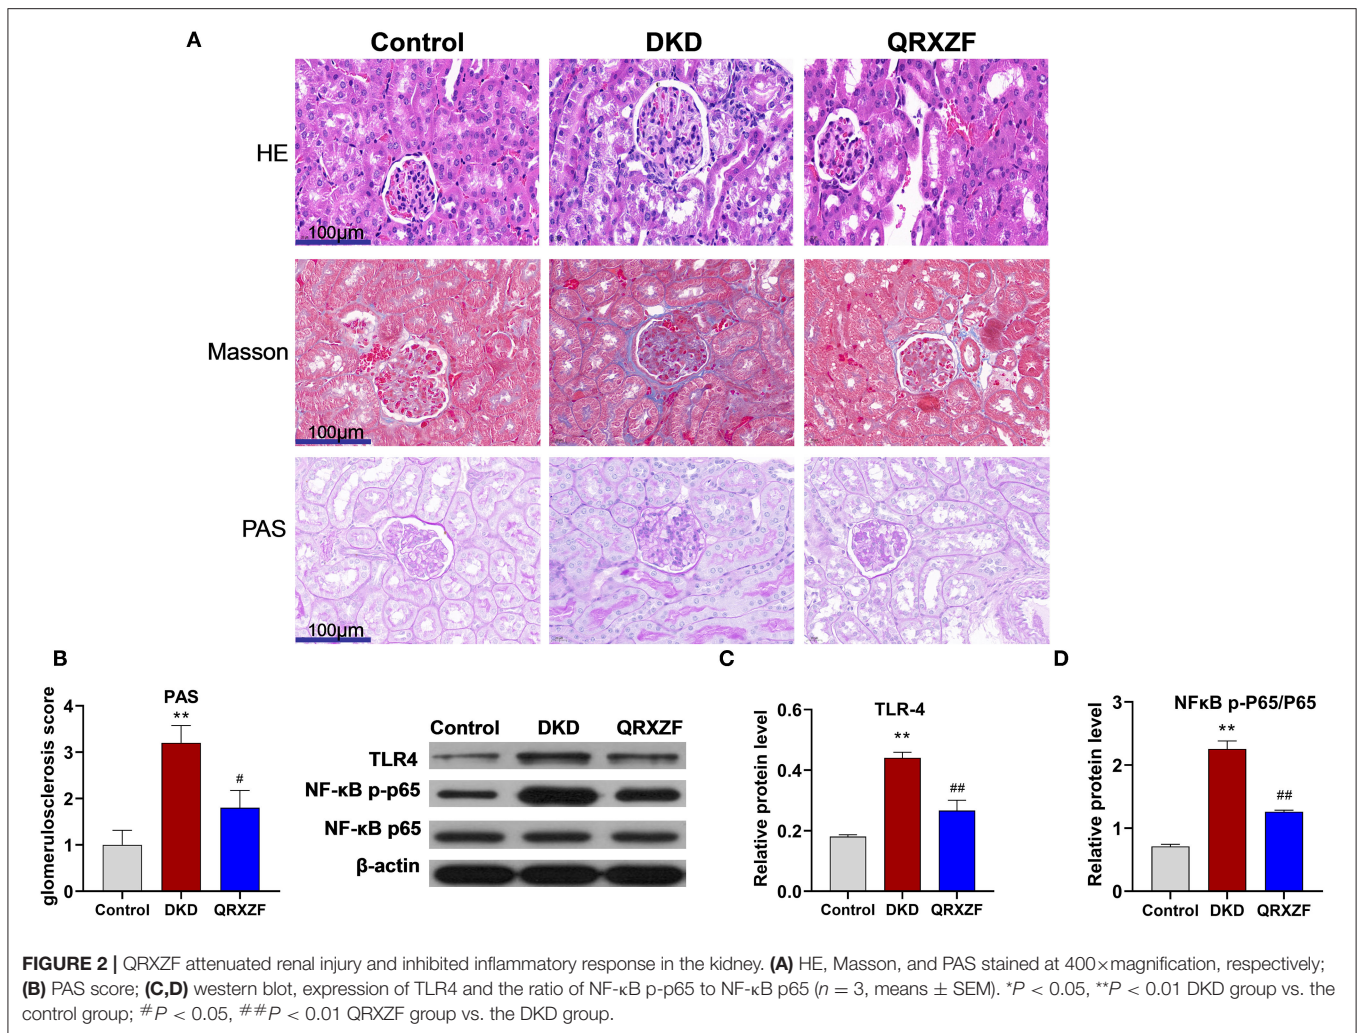 A
Control DKD QRXZF
HE
100μm
Masson
100μm
PAS
100μm
B
PAS
glomerulosclerosis score
4
3
2
1
0
**
#
Control DKD QRXZF
Control DKD QRXZF
TLR4
NF-κB p-p65
NF-κB p65
β-actin
C
TLR-4
Relative protein level
0.6
0.4
0.2
0.0
**
##
Control DKD QRXZF
D
NFκB p-P65/P65
Relative protein level
3
2
1
0
**
##
Control DKD QRXZF
FIGURE 2 | QRXZF attenuated renal injury and inhibited inflammatory response in the kidney. (A) HE, Masson, and PAS stained at 400×magnification, respectively;
(B) PAS score; (C,D) western blot, expression of TLR4 and the ratio of NF-κB p-p65 to NF-κB p65 (n = 3, means ± SEM). *P < 0.05, **P < 0.01 DKD group vs. the
control group; #P < 0.05, ##P < 0.01 QRXZF group vs. the DKD group.